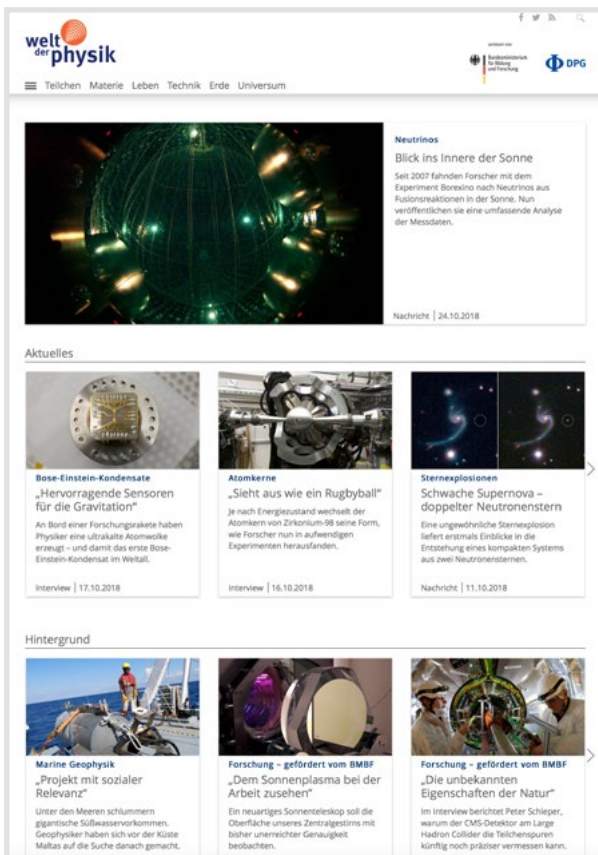 welt
der physik
Bundesministerium
für Bildung
und Forschung
DPG
Teilchen Materie Leben Technik Erde Universum
Neutrinos
Blick ins Innere der Sonne
Seit 2007 fahnden Forscher mit dem
Experiment Borexino nach Neutrinos aus
Fusionsreaktionen in der Sonne. Nun
veröffentlichen sie eine umfassende Analyse
der Messdaten.
Nachricht | 24.10.2018
Aktuelles
Bose-Einstein-Kondensate
„Hervorragende Sensoren
für die Gravitation“
An Bord einer Forschungsrakete haben
Physiker eine ultrakalte Atomwolke
erzeugt – und damit das erste Bose-
Einstein-Kondensat im Weltall.
Interview | 17.10.2018
Atomkerne
„Sieht aus wie ein Rugbyball“
Je nach Energiezustand wechselt der
Atomkern von Zirkonium-98 seine Form,
wie Forscher nun in aufwendigen
Experimenten herausfanden.
Interview | 16.10.2018
Sternexplosionen
Schwache Supernova –
doppelter Neutronenstern
Eine ungewöhnliche Sternexplosion
liefert erstmals Einblicke in die
Entstehung eines kompakten Systems
aus zwei Neutronensternen.
Nachricht | 11.10.2018
Hintergrund
Marine Geophysik
„Projekt mit sozialer
Relevanz“
Unter den Meeren schlummern
gigantische Süßwasservorkommen.
Geophysiker haben sich vor der Küste
Maltas auf die Suche danach gemacht.
Forschung – gefördert vom BMBF
„Dem Sonnenplasma bei der
Arbeit zusehen“
Ein neuartiges Sonnenteleskop soll die
Oberfläche unseres Zentralgestirns mit
bisher unerreichter Genauigkeit
beobachten.
Forschung – gefördert vom BMBF
„Die unbekannten
Eigenschaften der Natur“
Im Interview berichtet Peter Schleper,
warum der CMS-Detektor am Large
Hadron Collider die Teilchenspuren
künftig noch präziser vermessen kann.